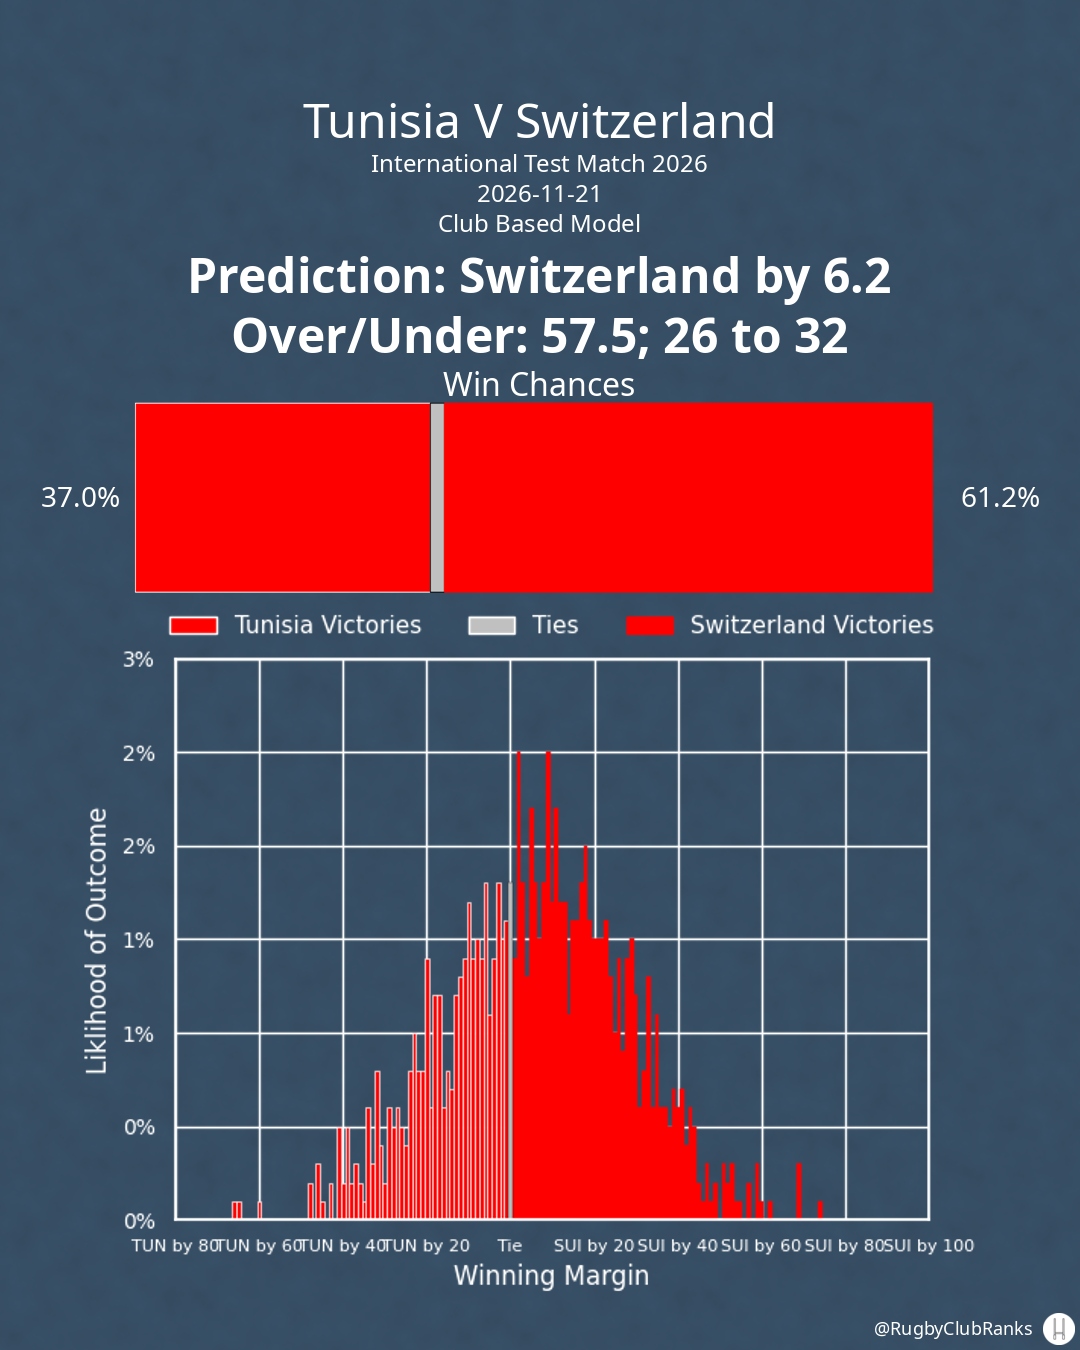 Tunisia V Switzerland
International Test Match 2026
2026-11-21
Club Based Model
Prediction: Switzerland by 6.2
Over/Under: 57.5; 26 to 32
Win Chances
37.0%
61.2%
Tunisia Victories Ties Switzerland Victories
3%
2%
2%
1%
1%
0%
0%
Liklihood of Outcome
TUN by 80 TUN by 60 TUN by 40 TUN by 20 Tie SUI by 20 SUI by 40 SUI by 60 SUI by 80 SUI by 100
Winning Margin
@RugbyClubRanks